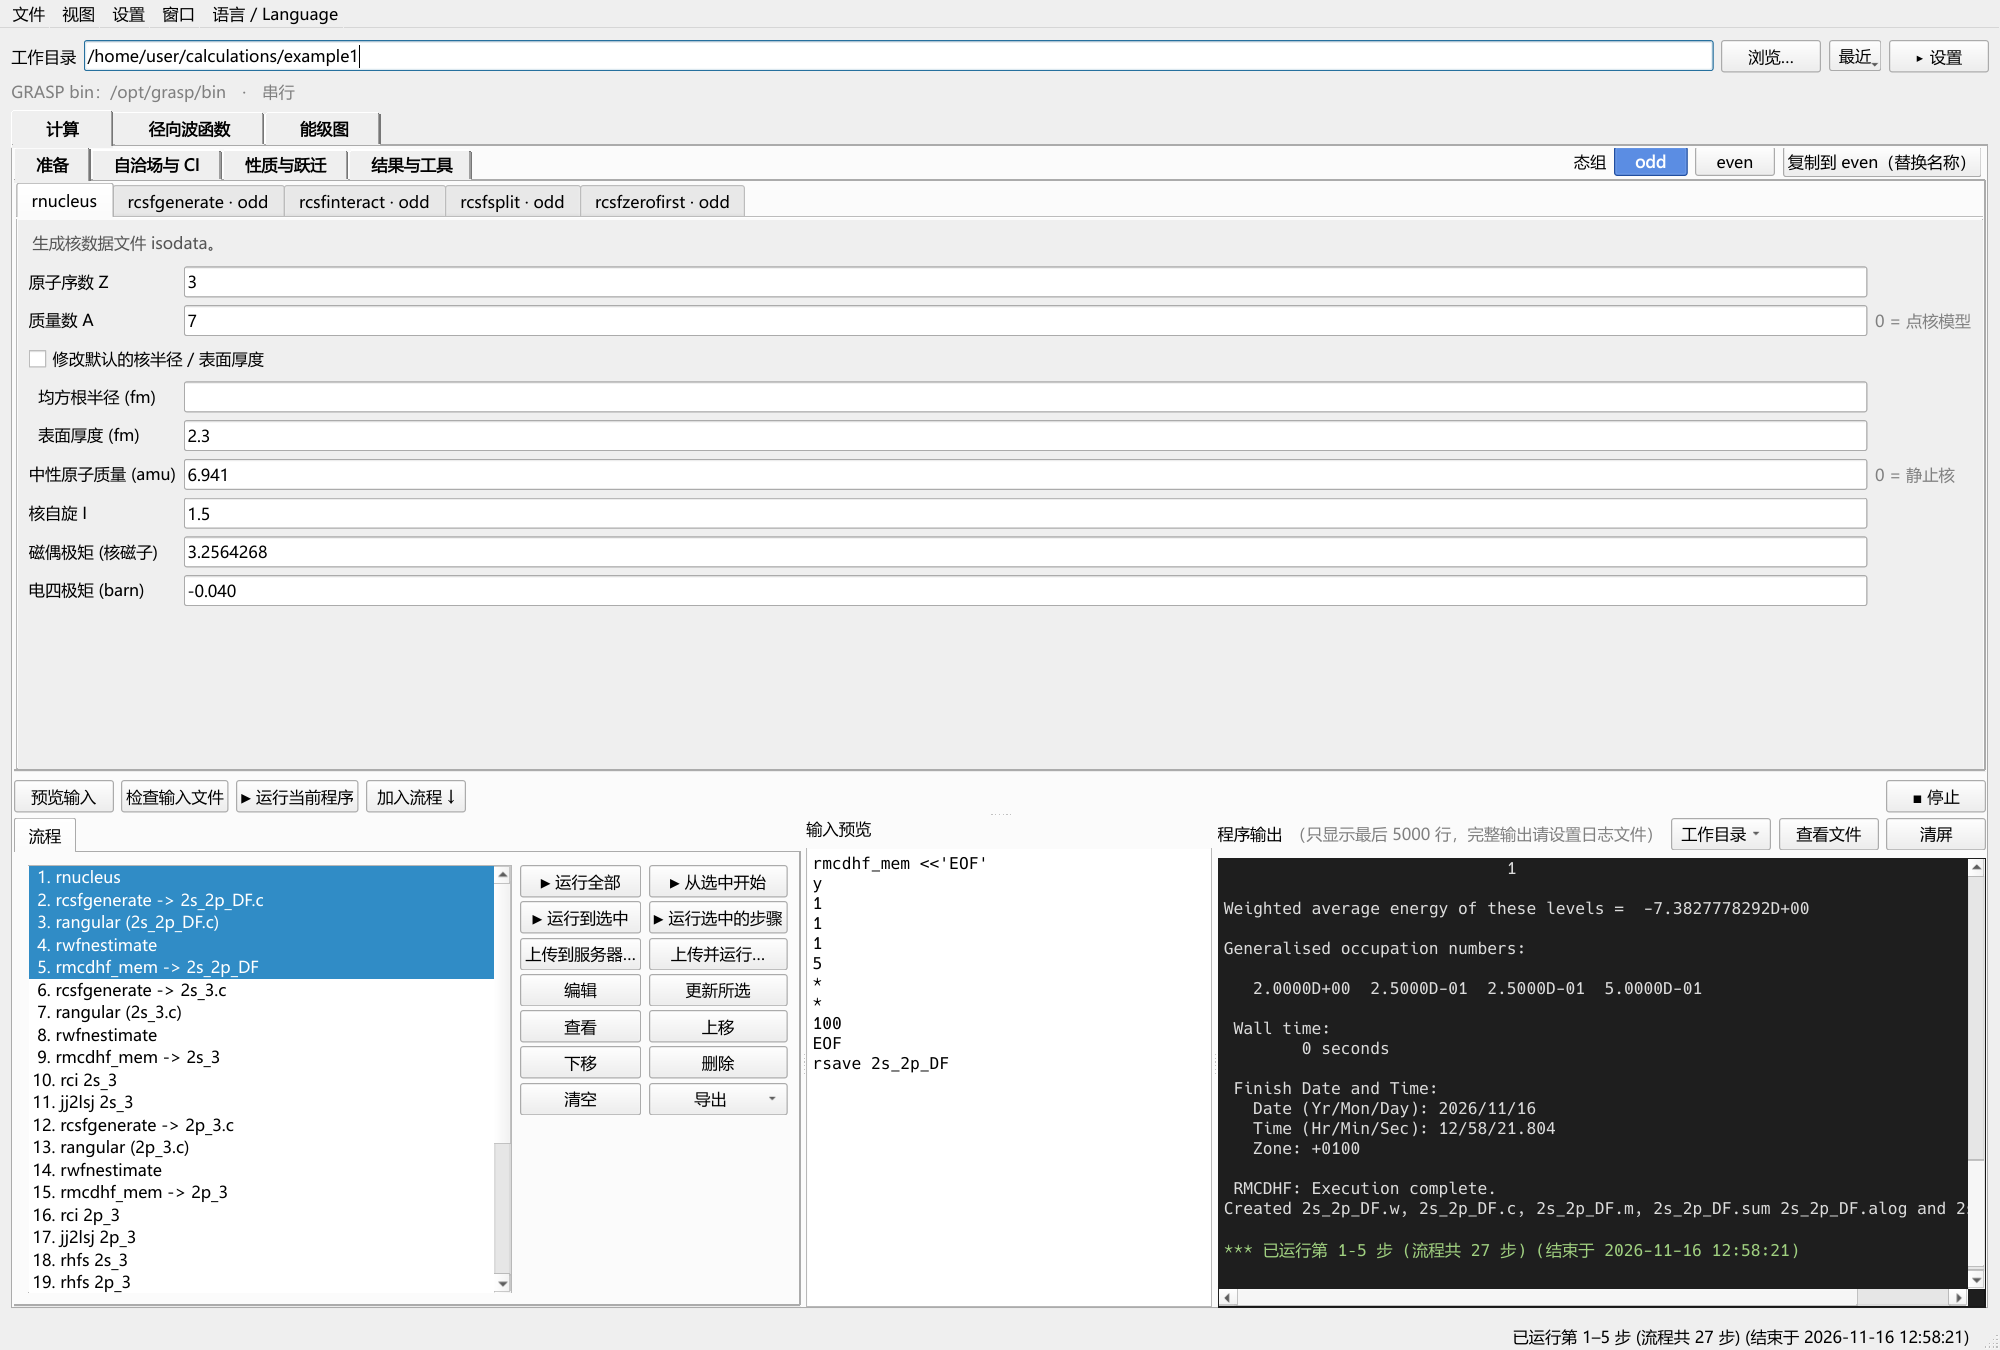 文件 视图 设置 窗口 语言 / Language
工作目录 /home/user/calculations/example1 浏览... 最近 ▸ 设置
GRASP bin: /opt/grasp/bin · 串行
计算 径向波函数 能级图
准备 自洽场与 CI 性质与跃迁 结果与工具 态组 odd even 复制到 even（替换名称）
rnucleus rcsfgenerate · odd rcsfinteract · odd rcsfsplit · odd rcsfzerofirst · odd
生成核数据文件 isodata。
原子序数 Z 3
质量数 A 7 0 = 点核模型
修改默认的核半径 / 表面厚度
均方根半径 (fm)
表面厚度 (fm) 2.3
中性原子质量 (amu) 6.941 0 = 静止核
核自旋 I 1.5
磁偶极矩 (核磁子) 3.2564268
电四极矩 (barn) -0.040
预览输入 检查输入文件 ▶ 运行当前程序 加入流程 ↓ ■ 停止
流程
1. rnucleus
2. rcsfgenerate -> 2s_2p_DF.c
3. rangular (2s_2p_DF.c)
4. rwfnestimate
5. rmcdhf_mem -> 2s_2p_DF
6. rcsfgenerate -> 2s_3.c
7. rangular (2s_3.c)
8. rwfnestimate
9. rmcdhf_mem -> 2s_3
10. rci 2s_3
11. jj2lsj 2s_3
12. rcsfgenerate -> 2p_3.c
13. rangular (2p_3.c)
14. rwfnestimate
15. rmcdhf_mem -> 2p_3
16. rci 2p_3
17. jj2lsj 2p_3
18. rhfs 2s_3
19. rhfs 2p_3
▶ 运行全部 ▶ 从选中开始
▶ 运行到选中 ▶ 运行选中的步骤
上传到服务器... 上传并运行...
编辑 更新所选
查看 上移
下移 删除
清空 导出
输入预览
rmcdhf_mem <<'EOF'
y
1
1
1
5
*
*
100
EOF
rsave 2s_2p_DF
程序输出 （只显示最后 5000 行，完整输出请设置日志文件） 工作目录 查看文件 清屏
1
Weighted average energy of these levels = -7.3827778292D+00
Generalised occupation numbers:
2.0000D+00 2.5000D-01 2.5000D-01 5.0000D-01
Wall time:
0 seconds
Finish Date and Time:
Date (Yr/Mon/Day): 2026/11/16
Time (Hr/Min/Sec): 12/58/21.804
Zone: +0100
RMCDHF: Execution complete.
Created 2s_2p_DF.w, 2s_2p_DF.c, 2s_2p_DF.m, 2s_2p_DF.sum 2s_2p_DF.alog and 2s
*** 已运行第 1-5 步 (流程共 27 步) (结束于 2026-11-16 12:58:21)
已运行第 1–5 步 (流程共 27 步) (结束于 2026-11-16 12:58:21)